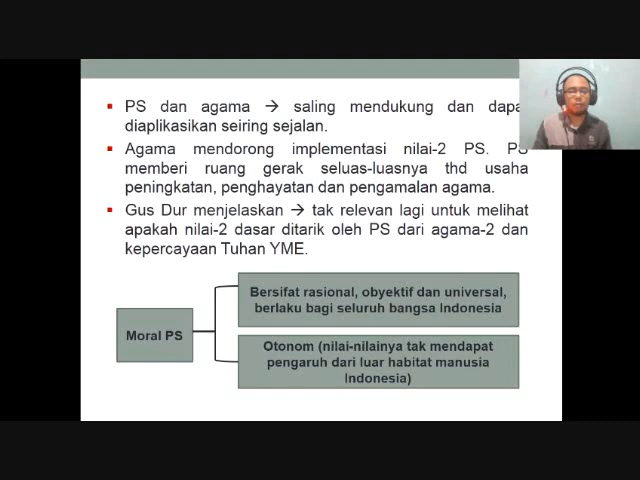 PS dan agama → saling mendukung dan dapa
diaplikasikan seiring sejalan.
Agama mendorong implementasi nilai-2 PS. PS
memberi ruang gerak seluas-luasnya thd usaha
peningkatan, penghayatan dan pengamalan agama.
Gus Dur menjelaskan → tak relevan lagi untuk melihat
apakah nilai-2 dasar ditarik oleh PS dari agama-2 dan
kepercayaan Tuhan YME.
Moral PS
Bersifat rasional, obyektif dan universal,
berlaku bagi seluruh bangsa Indonesia
Otonom (nilai-nilainya tak mendapat
pengaruh dari luar habitat manusia
Indonesia)